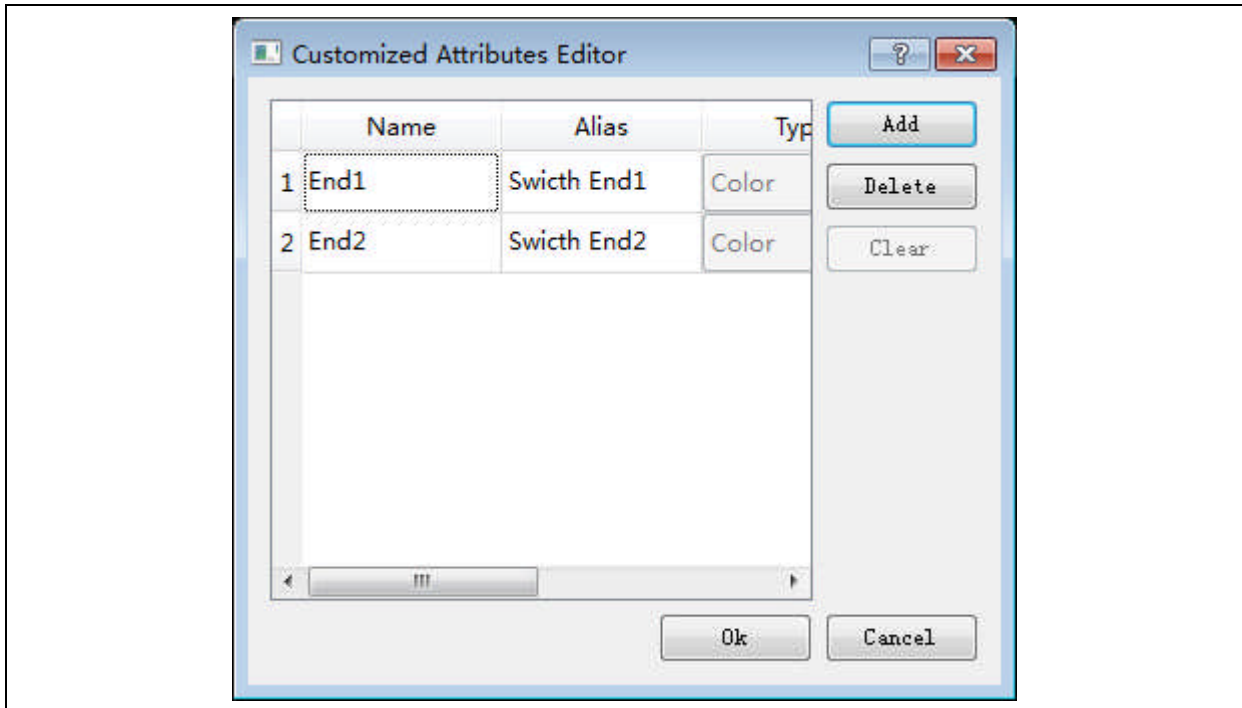 Customized Attributes Editor
Name Alias Typ Add
1 End1 Swicth End1 Color Delete
2 End2 Swicth End2 Color Clear
Ok Cancel